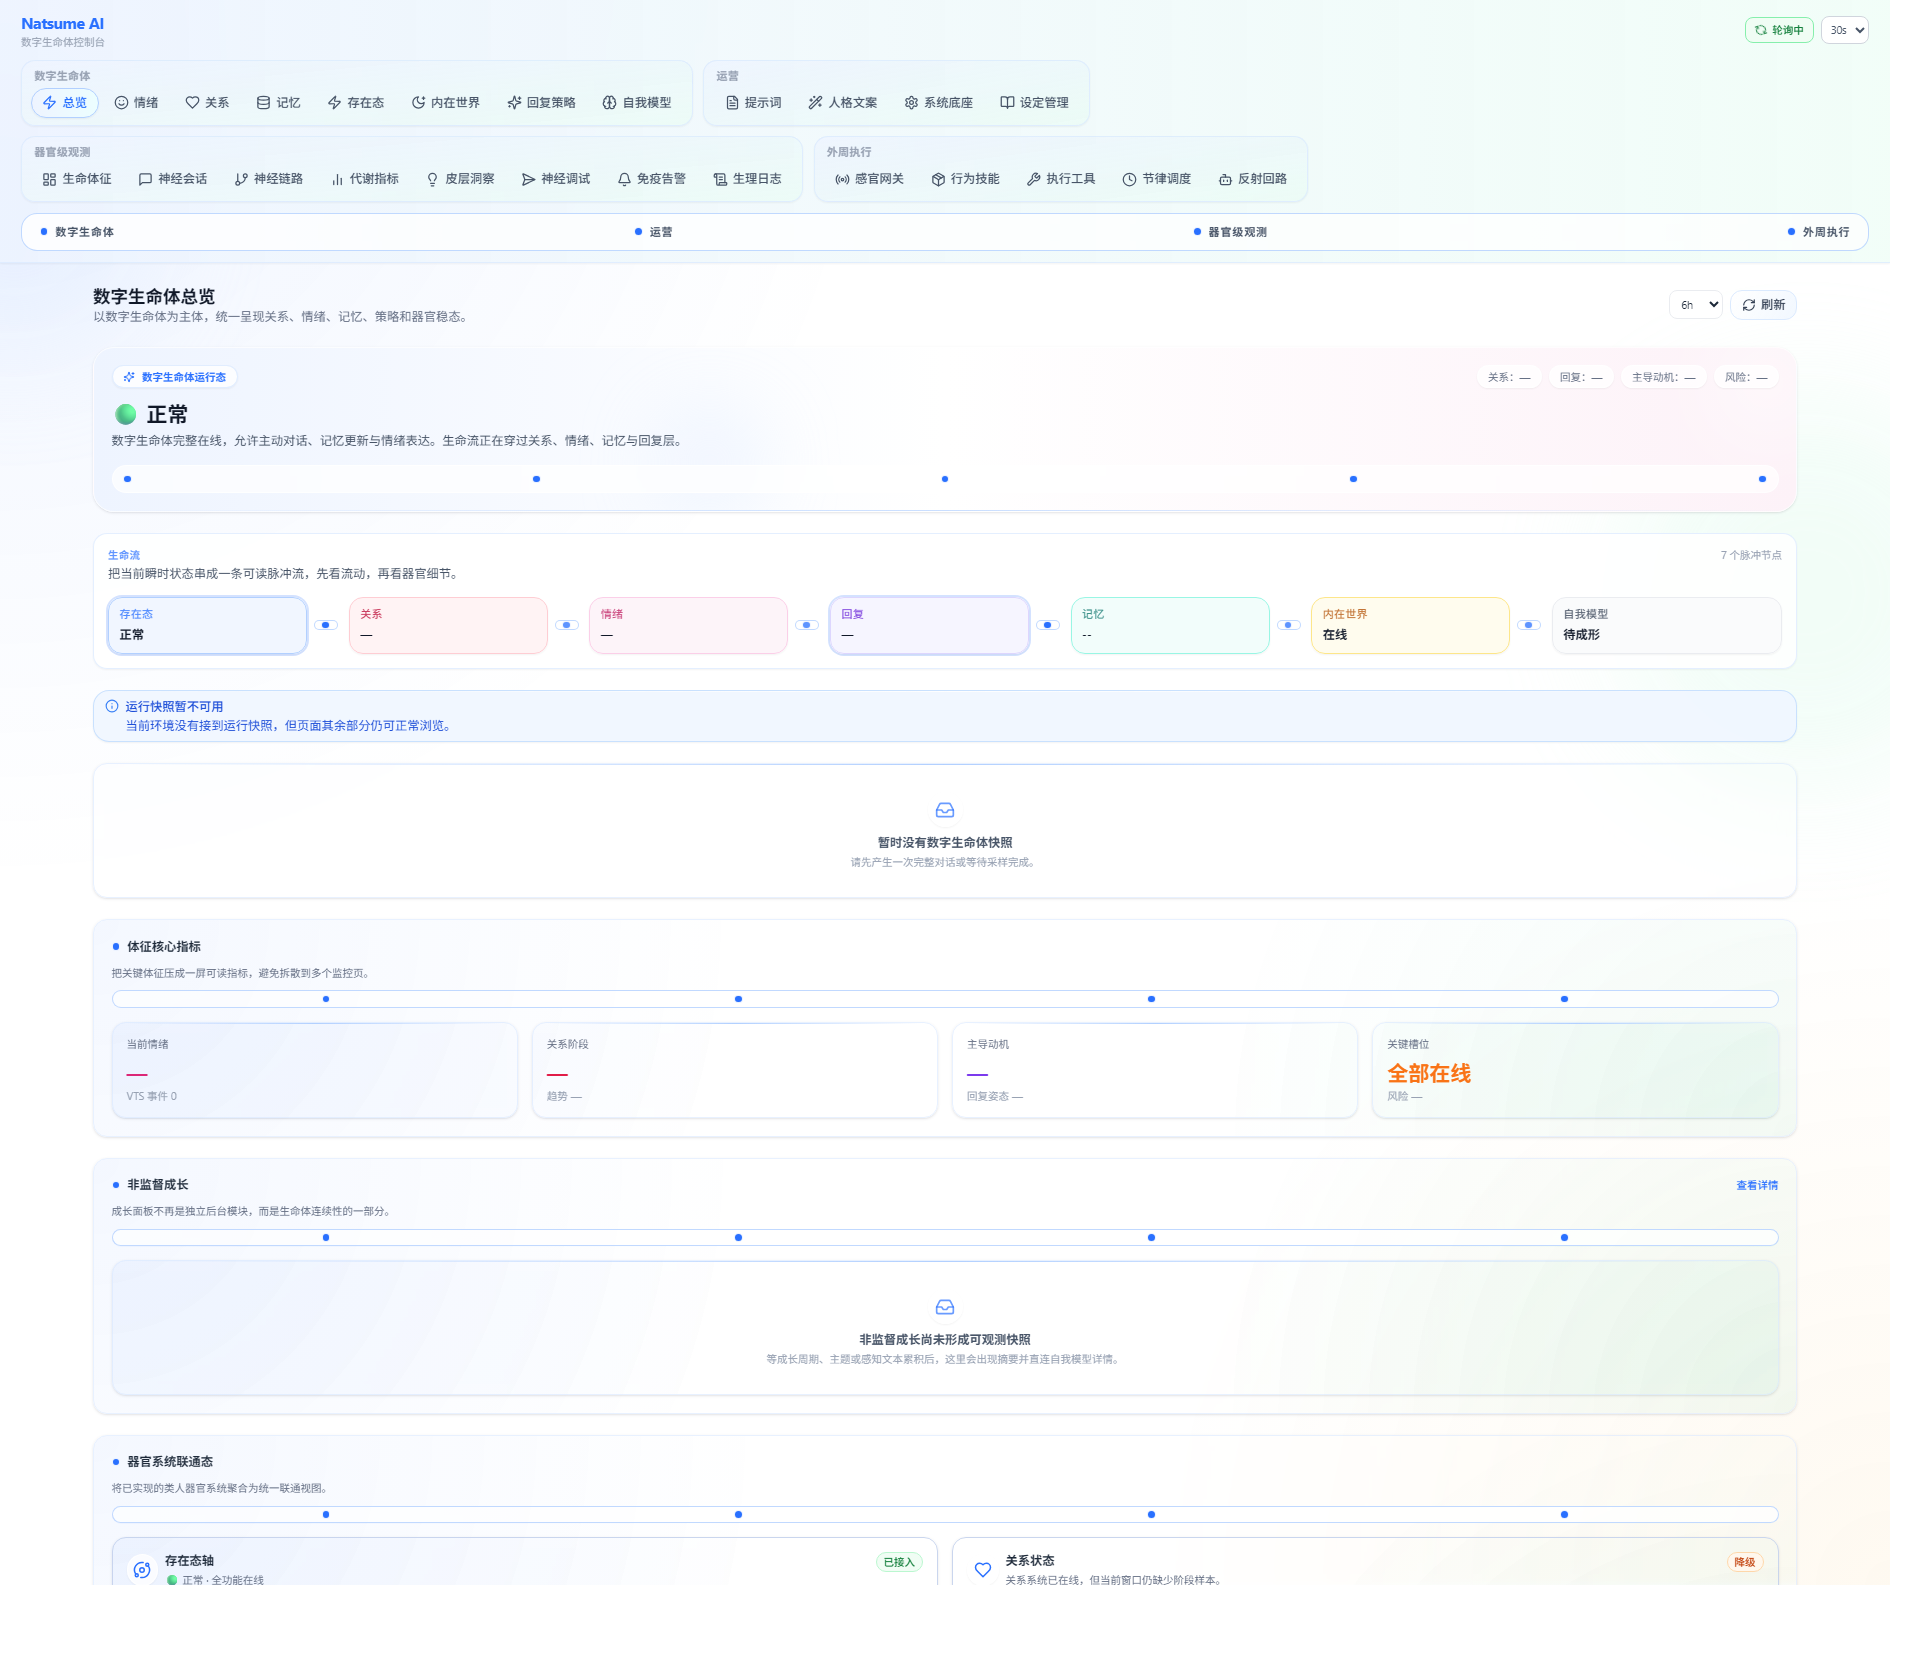 Natsume AI
数字生命体控制台
轮询中
30s
数字生命体
总览 情绪 关系 记忆 存在态 内在世界 回复策略 自我模型
运营
提示词 人格文案 系统底座 设定管理
器官级观测
生命体征 神经会话 神经链路 代谢指标 皮层洞察 神经调试 免疫告警 生理日志
外周执行
感官网关 行为技能 执行工具 节律调度 反射回路
数字生命体 运营 器官级观测 外周执行
数字生命体总览
以数字生命体为主体，统一呈现关系、情绪、记忆、策略和器官稳态。
6h
刷新
数字生命体运行态
关系：— 回复：— 主导动机：— 风险：—
正常
数字生命体完整在线，允许主动对话、记忆更新与情绪表达。生命流正在穿过关系、情绪、记忆与回复层。
生命流
7 个脉冲节点
把当前瞬时状态串成一条可读脉冲流，先看流动，再看器官细节。
存在态
正常
关系
—
情绪
—
回复
—
记忆
--
内在世界
在线
自我模型
待成形
运行快照暂不可用
当前环境没有接到运行快照，但页面其余部分仍可正常浏览。
暂时没有数字生命体快照
请先产生一次完整对话或等待采样完成。
体征核心指标
把关键体征压成一屏可读指标，避免拆散到多个监控页。
当前情绪
—
VTS 事件 0
关系阶段
—
趋势 —
主导动机
—
回复姿态 —
关键槽位
全部在线
风险 —
非监督成长
查看详情
成长面板不再是独立后台模块，而是生命体连续性的一部分。
非监督成长尚未形成可观测快照
等成长周期、主题或感知文本累积后，这里会出现摘要并直连自我模型详情。
器官系统联通态
将已实现的类人器官系统聚合为统一联通视图。
存在态轴
已接入
正常 · 全功能在线
关系状态
降级
关系系统已在线，但当前窗口仍缺少阶段样本。